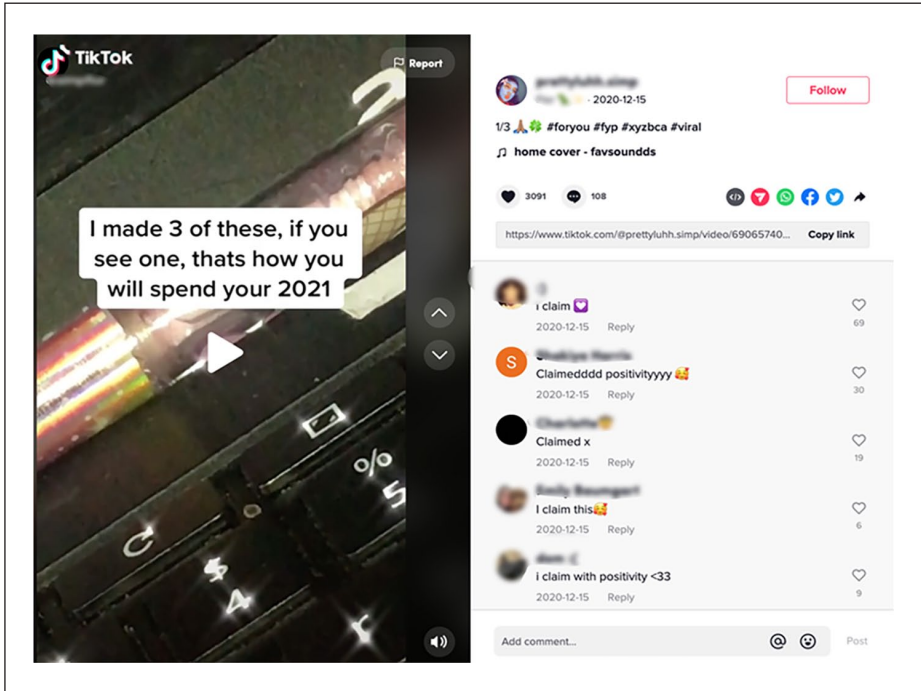 TikTok
Report
I made 3 of these, if you
see one, thats how you
will spend your 2021
%
5
$
4
r
· 2020-12-15
Follow
1/3 🙏🏽🍀 #foryou #fyp #xyzbca #viral
♫ home cover - favsoundds
3091
108
https://www.tiktok.com/@prettyluhh.simp/video/69065740...
Copy link
i claim 💟
2020-12-15 Reply
69
S
Claimedddd positivityyyy 🥰
2020-12-15 Reply
30
Claimed x
2020-12-15 Reply
19
I claim this🥰
2020-12-15 Reply
6
i claim with positivity <33
2020-12-15 Reply
9
Add comment...
Post